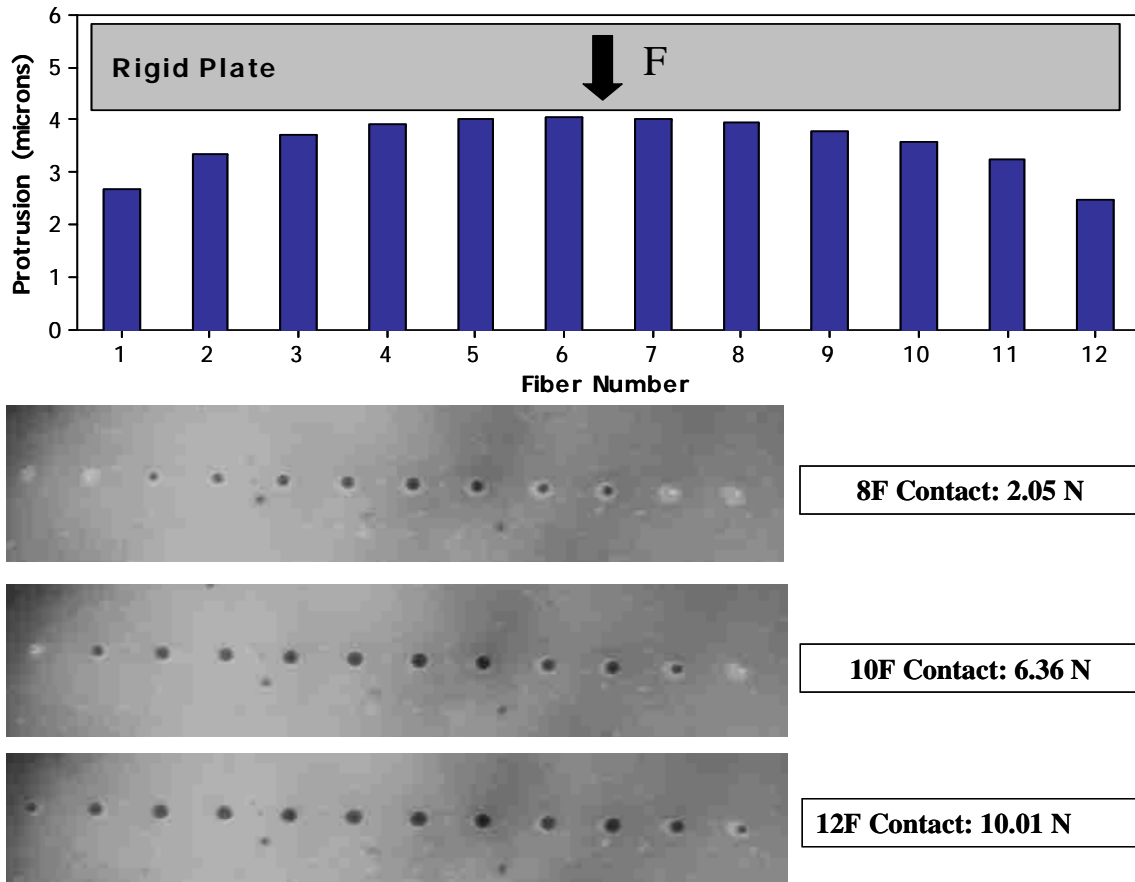 6
5
4
3
2
1
0
Protrusion (microns)
Rigid Plate
F
1 2 3 4 5 6 7 8 9 10 11 12
Fiber Number
8F Contact: 2.05 N
10F Contact: 6.36 N
12F Contact: 10.01 N